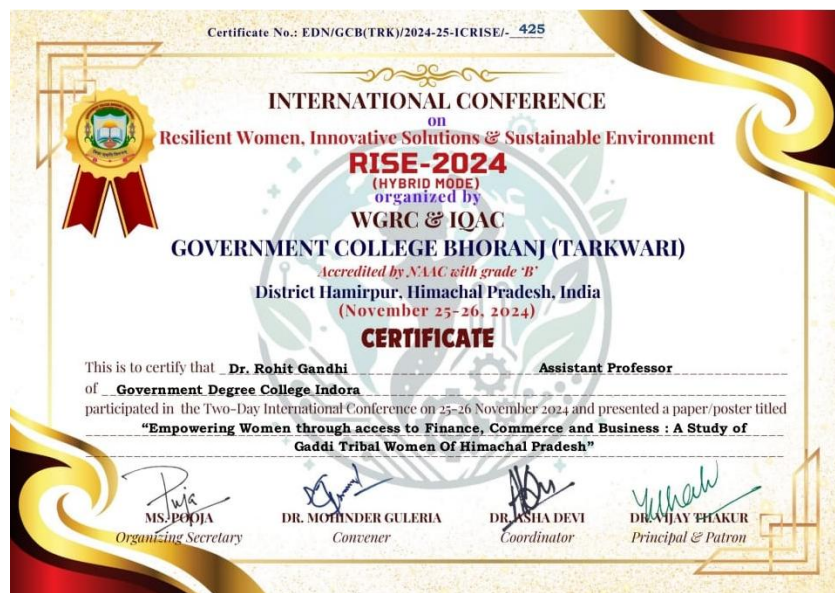 Certificate No.: EDN/GCB(TRK)/2024-25-ICRISE/-_425
INTERNATIONAL CONFERENCE
on
Resilient Women, Innovative Solutions & Sustainable Environment
RISE-2024
(HYBRID MODE)
organized by
WGRC & IQAC
GOVERNMENT COLLEGE BHORANJ (TARKWARI)
Accredited by NAAC with grade 'B'
District Hamirpur, Himachal Pradesh, India
(November 25-26, 2024)
CERTIFICATE
This is to certify that Dr. Rohit Gandhi Assistant Professor
of Government Degree College Indora
participated in the Two-Day International Conference on 25-26 November 2024 and presented a paper/poster titled
“Empowering Women through access to Finance, Commerce and Business : A Study of
Gaddi Tribal Women Of Himachal Pradesh”
Puja
MS. POOJA DR. MOHINDER GULERIA DR. ASHA DEVI DR. VIJAY THAKUR
Organizing Secretary Convener Coordinator Principal & Patron